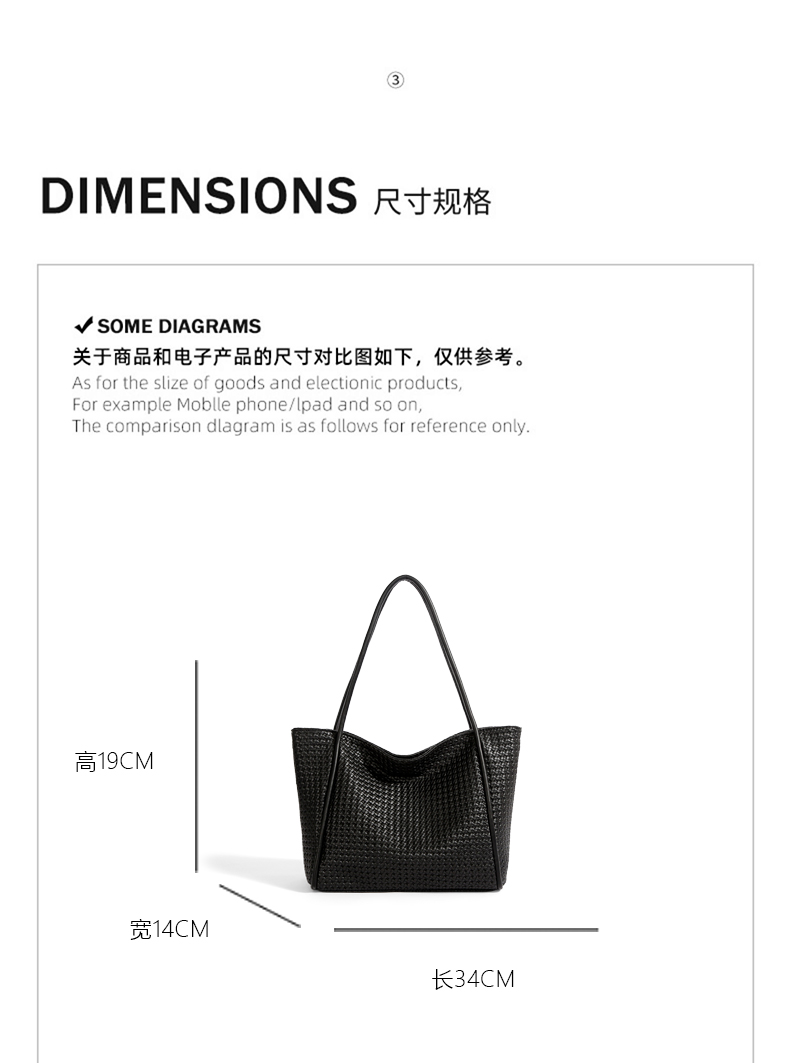 ③
DIMENSIONS 尺寸规格
SOME DIAGRAMS
关于商品和电子产品的尺寸对比图如下，仅供参考。
As for the slize of goods and electionic products,
For example Moblle phone/lpad and so on,
The comparison dlagram is as follows for reference only.
高19CM
宽14CM
长34CM